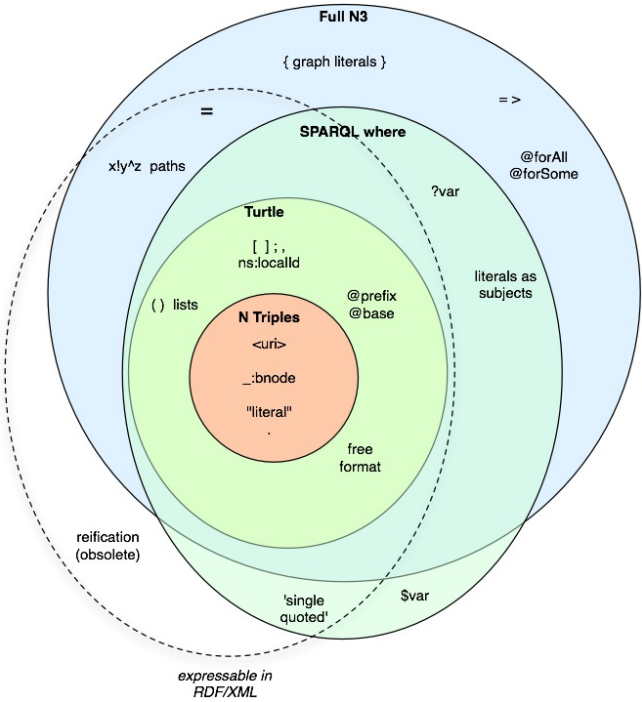 Full N3
{ graph literals }
=
= >
SPARQL where
x!y^z paths
@forAll
@forSome
?var
Turtle
[ ] ; ,
ns:localId
literals as
subjects
( ) lists
@prefix
@base
N Triples
<uri>
_:bnode
"literal"
.
free
format
reification
(obsolete)
'single
quoted'
$var
expressable in
RDF/XML